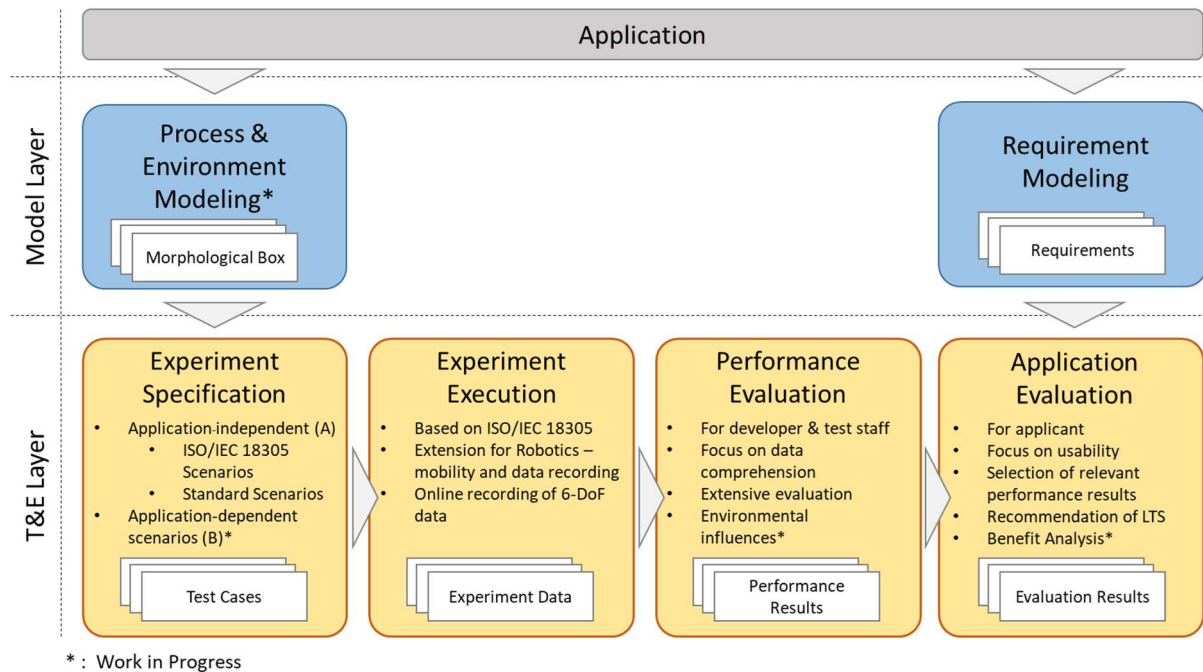 Application
Model Layer
Process &
Environment
Modeling*
Morphological Box
Requirement
Modeling
Requirements
T&E Layer
Experiment
Specification
• Application-independent (A)
• ISO/IEC 18305
Scenarios
• Standard Scenarios
• Application-dependent
scenarios (B)*
Test Cases
Experiment
Execution
• Based on ISO/IEC 18305
• Extension for Robotics –
mobility and data recording
• Online recording of 6-DoF
data
Experiment Data
Performance
Evaluation
• For developer & test staff
• Focus on data
comprehension
• Extensive evaluation
• Environmental
influences*
Performance
Results
Application
Evaluation
• For applicant
• Focus on usability
• Selection of relevant
performance results
• Recommendation of LTS
• Benefit Analysis*
Evaluation Results
* : Work in Progress